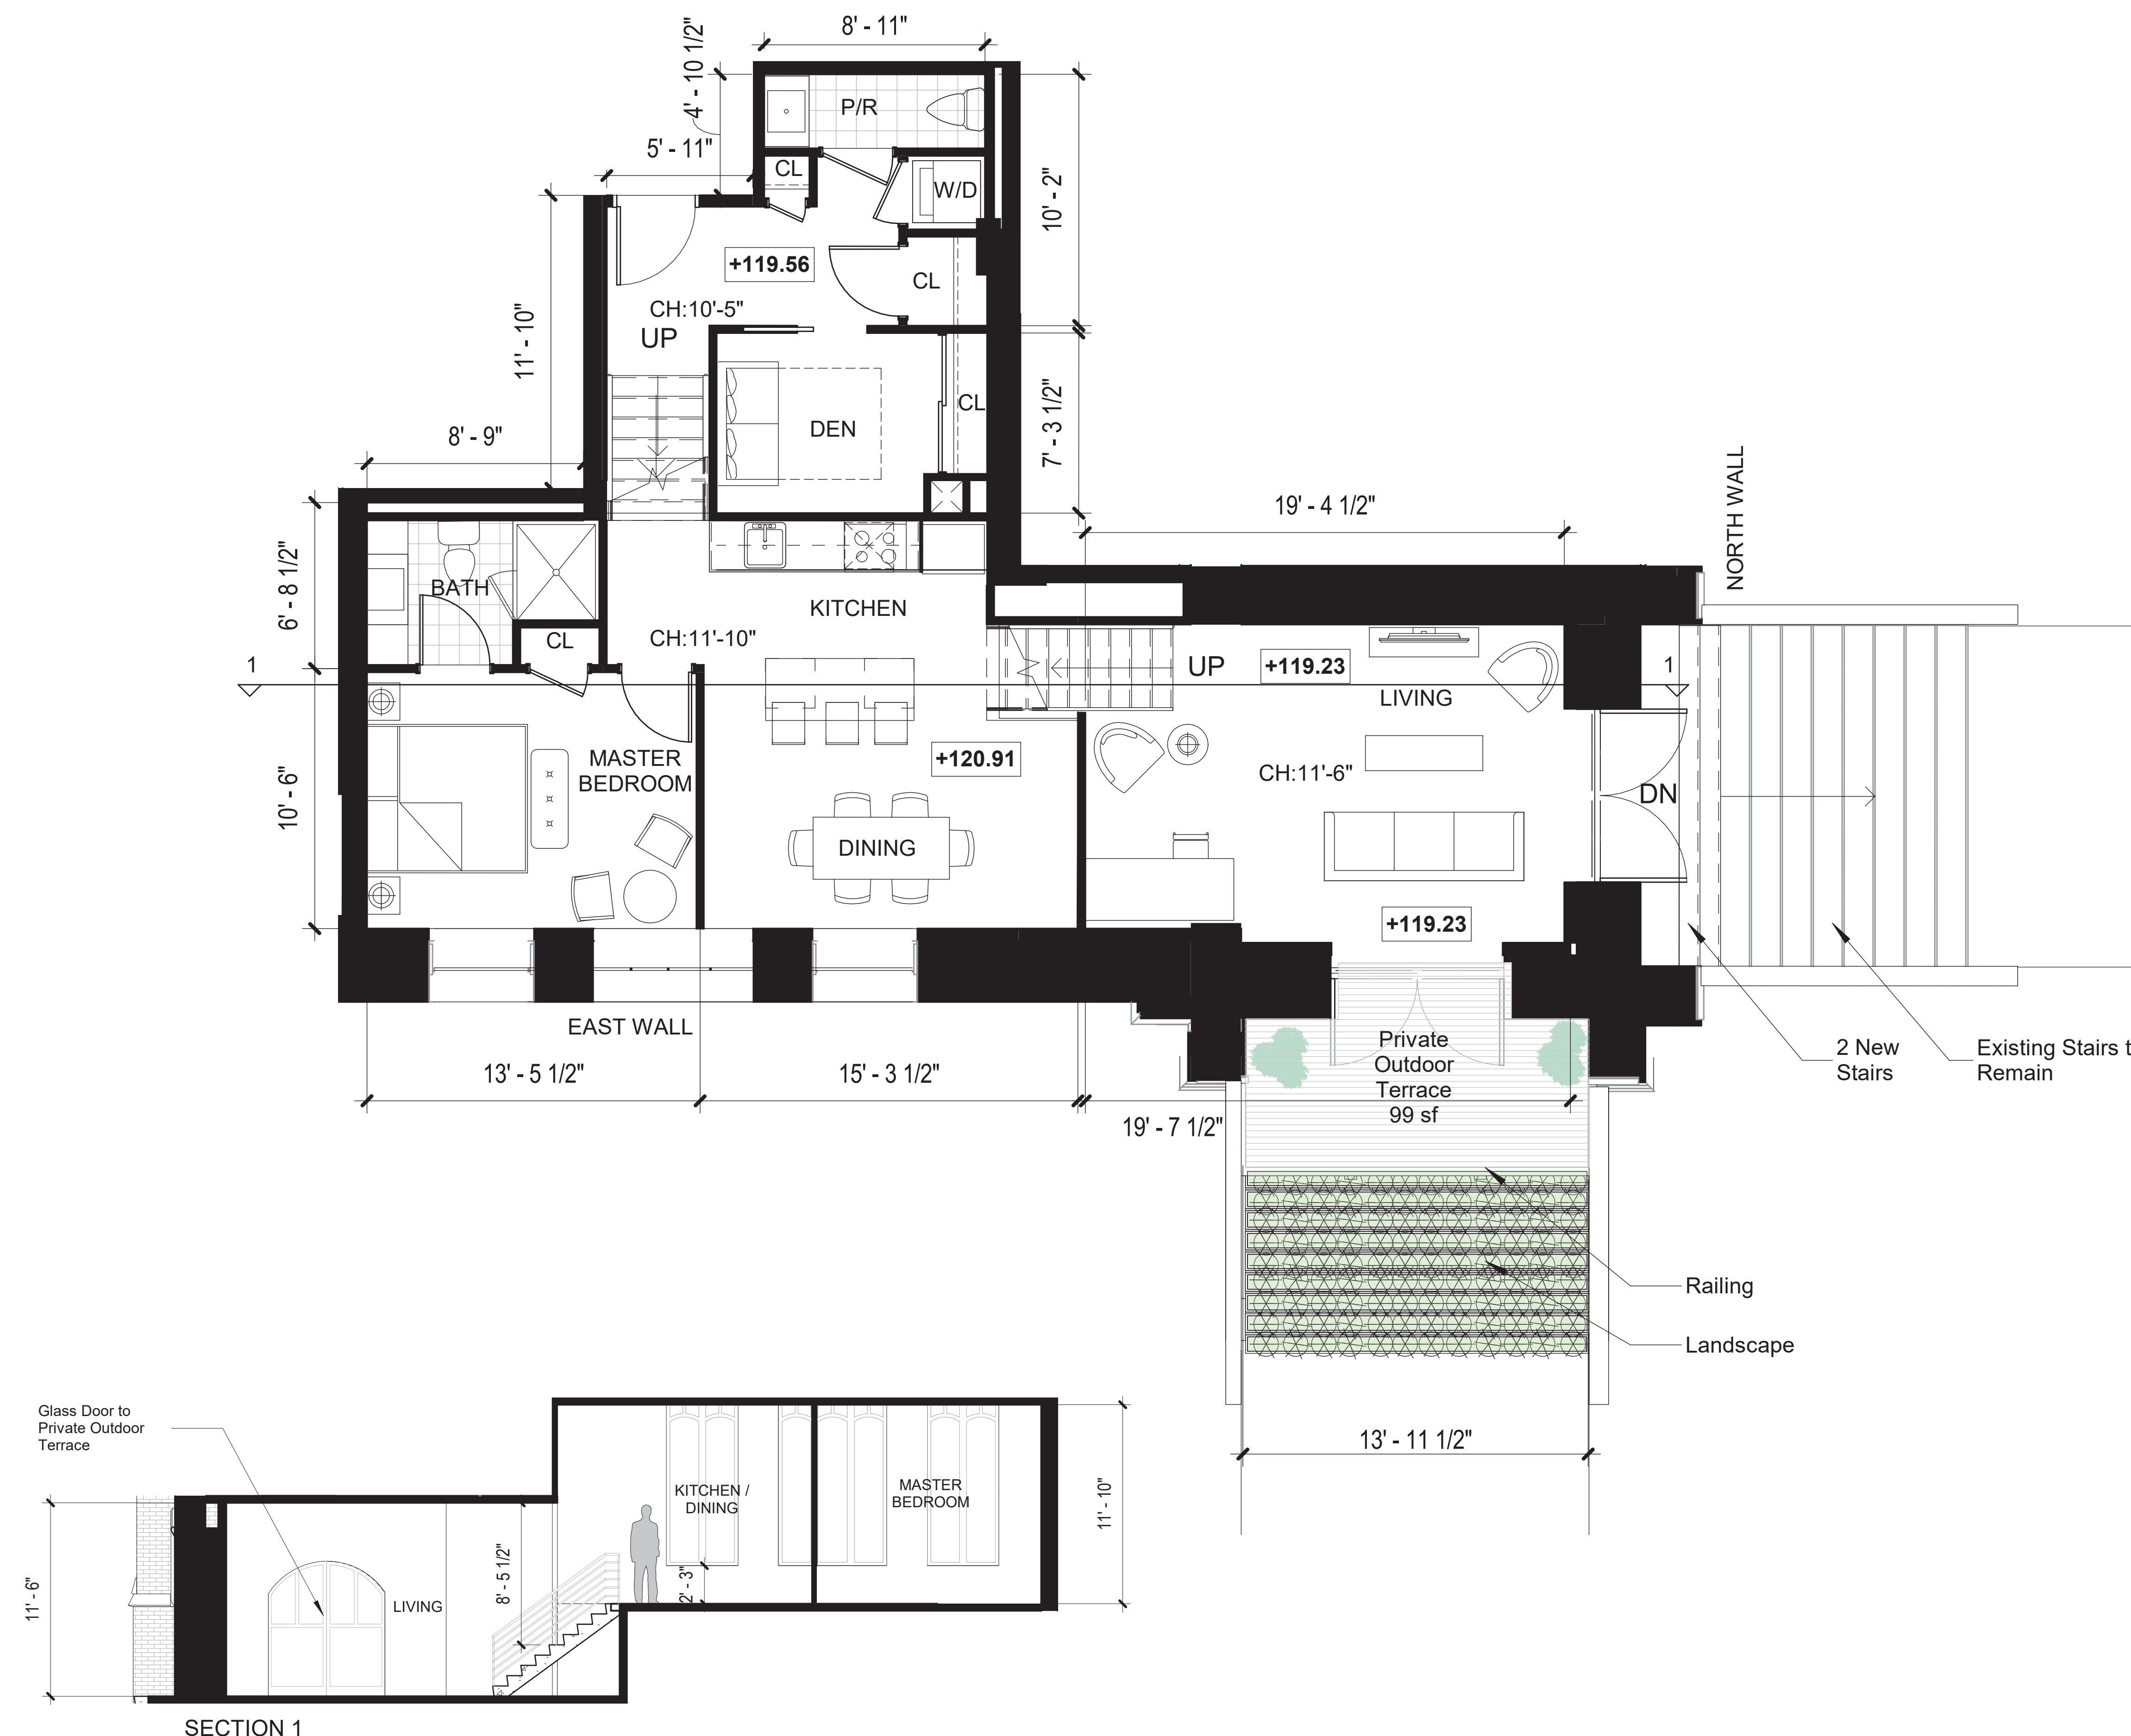 8' - 11"
4' - 10 1/2"
P/R
5' - 11"
CL
W/D
10' - 2"
+119.56
CL
CH:10'-5"
UP
11' - 10"
7' - 3 1/2"
CL
DEN
8' - 9"
19' - 4 1/2"
NORTH WALL
6' - 8 1/2"
BATH
KITCHEN
CL
CH:11'-10"
1
UP
+119.23
1
LIVING
MASTER
BEDROOM
+120.91
CH:11'-6"
DN
10' - 6"
DINING
+119.23
EAST WALL
Private
Outdoor
Terrace
99 sf
2 New
Stairs
Existing Stairs t
Remain
13' - 5 1/2"
15' - 3 1/2"
19' - 7 1/2"
Railing
Landscape
13' - 11 1/2"
Glass Door to
Private Outdoor
Terrace
KITCHEN /
DINING
MASTER
BEDROOM
11' - 10"
8' - 5 1/2"
2' - 3"
11' - 6"
LIVING
SECTION 1